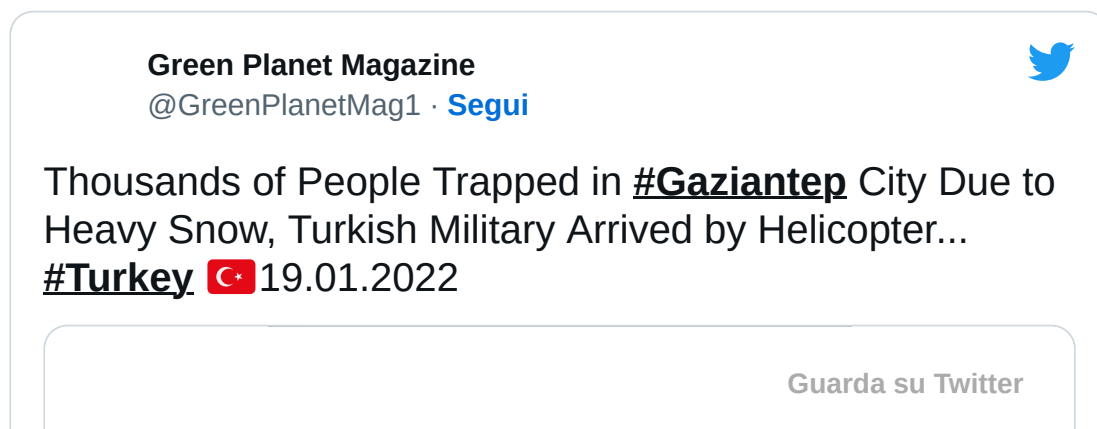 Green Planet Magazine
@GreenPlanetMag1 · Segui
Thousands of People Trapped in #Gaziantep City Due to
Heavy Snow, Turkish Military Arrived by Helicopter...
#Turkey 🇹🇷19.01.2022
Guarda su Twitter